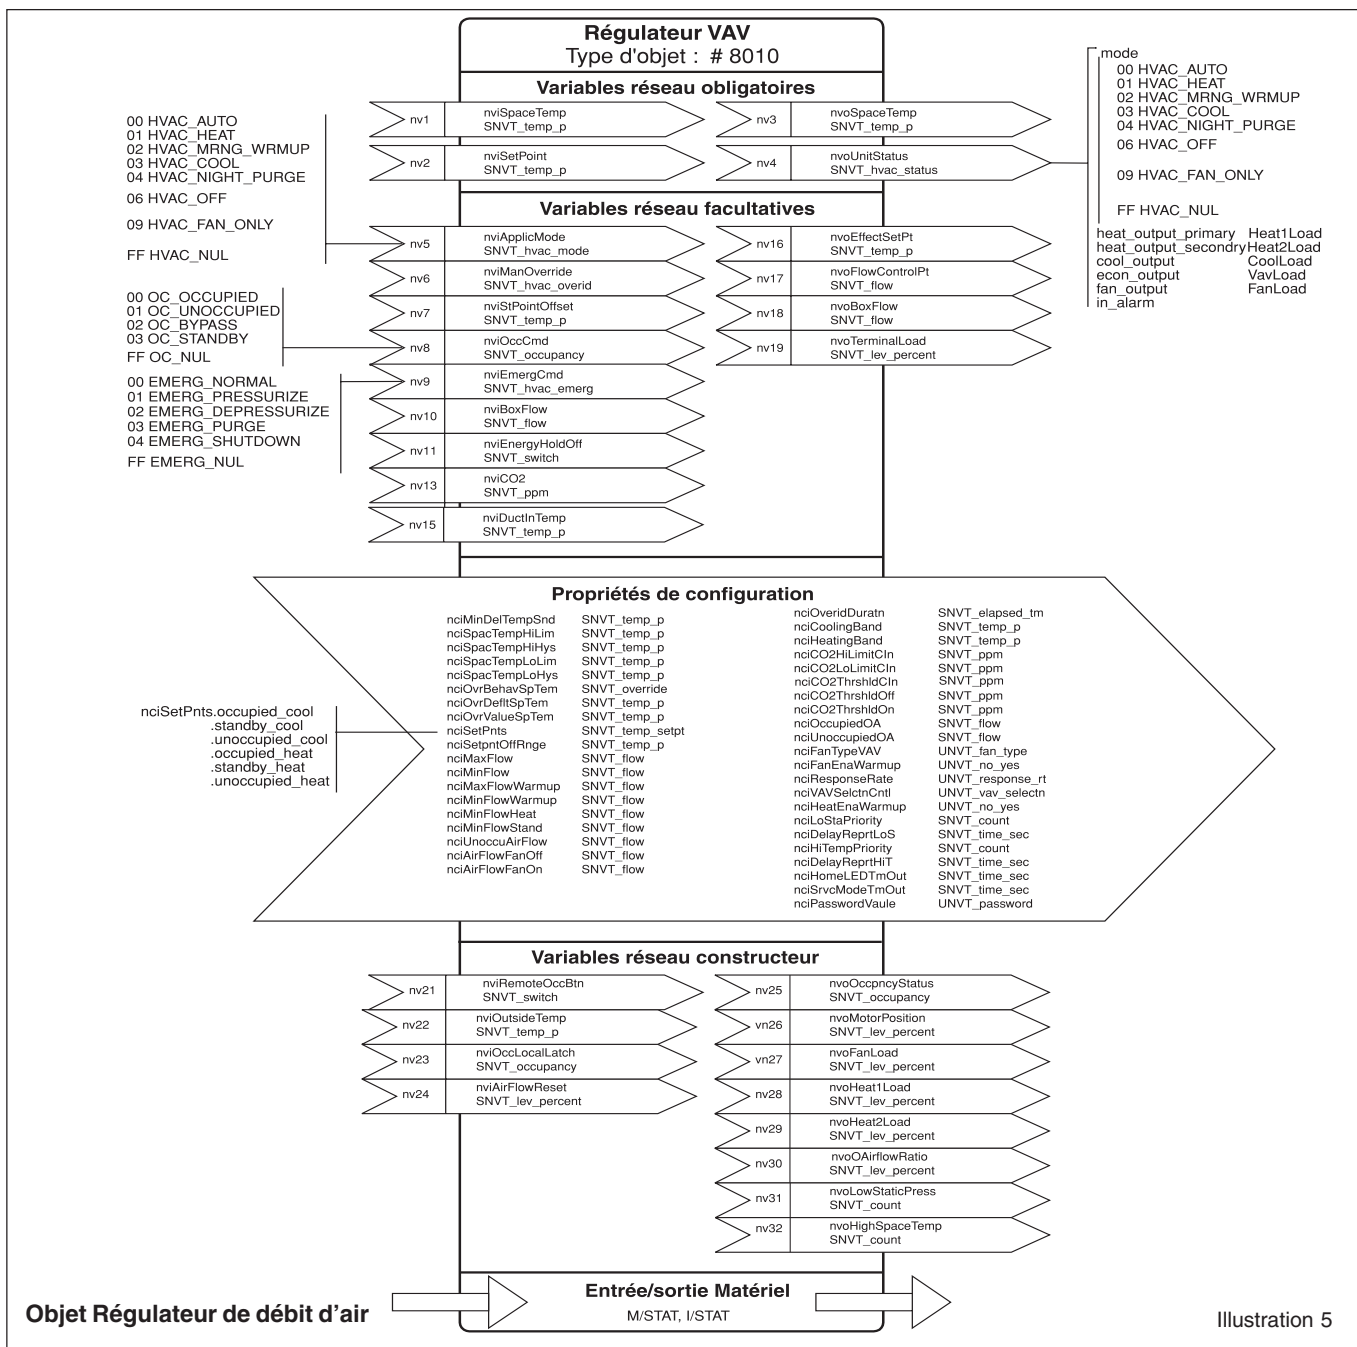 Régulateur VAV
Type d'objet : # 8010
Variables réseau obligatoires
nv1
nviSpaceTemp
SNVT_temp_p
nv3
nvoSpaceTemp
SNVT_temp_p
nv2
nviSetPoint
SNVT_temp_p
nv4
nvoUnitStatus
SNVT_hvac_status
mode
00 HVAC_AUTO
01 HVAC_HEAT
02 HVAC_MRNG_WRMUP
03 HVAC_COOL
04 HVAC_NIGHT_PURGE
06 HVAC_OFF
09 HVAC_FAN_ONLY
FF HVAC_NUL
heat_output_primary Heat1Load
heat_output_secondryHeat2Load
cool_output CoolLoad
econ_output VavLoad
fan_output FanLoad
in_alarm
00 HVAC_AUTO
01 HVAC_HEAT
02 HVAC_MRNG_WRMUP
03 HVAC_COOL
04 HVAC_NIGHT_PURGE
06 HVAC_OFF
09 HVAC_FAN_ONLY
FF HVAC_NUL
00 OC_OCCUPIED
01 OC_UNOCCUPIED
02 OC_BYPASS
03 OC_STANDBY
FF OC_NUL
00 EMERG_NORMAL
01 EMERG_PRESSURIZE
02 EMERG_DEPRESSURIZE
03 EMERG_PURGE
04 EMERG_SHUTDOWN
FF EMERG_NUL
Variables réseau facultatives
nv5
nviApplicMode
SNVT_hvac_mode
nv6
nviManOverride
SNVT_hvac_overid
nv7
nviStPointOffset
SNVT_temp_p
nv8
nviOccCmd
SNVT_occupancy
nv9
nviEmergCmd
SNVT_hvac_emerg
nv10
nviBoxFlow
SNVT_flow
nv11
nviEnergyHoldOff
SNVT_switch
nv13
nviCO2
SNVT_ppm
nv15
nviDuctInTemp
SNVT_temp_p
nv16
nvoEffectSetPt
SNVT_temp_p
nv17
nvoFlowControlPt
SNVT_flow
nv18
nvoBoxFlow
SNVT_flow
nv19
nvoTerminalLoad
SNVT_lev_percent
Propriétés de configuration
nciMinDelTempSnd SNVT_temp_p
nciSpacTempHiLim SNVT_temp_p
nciSpacTempHiHys SNVT_temp_p
nciSpacTempLoLim SNVT_temp_p
nciSpacTempLoHys SNVT_temp_p
nciOvrBehavSpTem SNVT_override
nciOvrDefltSpTem SNVT_temp_p
nciOvrValueSpTem SNVT_temp_p
nciSetPnts SNVT_temp_setpt
nciSetpntOffRnge SNVT_temp_p
nciMaxFlow SNVT_flow
nciMinFlow SNVT_flow
nciMaxFlowWarmup SNVT_flow
nciMinFlowWarmup SNVT_flow
nciMinFlowHeat SNVT_flow
nciMinFlowStand SNVT_flow
nciUnoccuAirFlow SNVT_flow
nciAirFlowFanOff SNVT_flow
nciAirFlowFanOn SNVT_flow
nciOveridDuratn SNVT_elapsed_tm
nciCoolingBand SNVT_temp_p
nciHeatingBand SNVT_temp_p
nciCO2HiLimitCIn SNVT_ppm
nciCO2LoLimitCIn SNVT_ppm
nciCO2ThrshldCIn SNVT_ppm
nciCO2ThrshldOff SNVT_ppm
nciCO2ThrshldOn SNVT_ppm
nciOccupiedOA SNVT_flow
nciUnoccupiedOA SNVT_flow
nciFanTypeVAV UNVT_fan_type
nciFanEnaWarmup UNVT_no_yes
nciResponseRate UNVT_response_rt
nciVAVSelctnCntl UNVT_vav_selectn
nciHeatEnaWarmup UNVT_no_yes
nciLoStaPriority SNVT_count
nciDelayReprtLoS SNVT_time_sec
nciHiTempPriority SNVT_count
nciDelayReprtHiT SNVT_time_sec
nciHomeLEDTmOut SNVT_time_sec
nciSrvcModeTmOut SNVT_time_sec
nciPasswordVaule UNVT_password
nciSetPnts.occupied_cool
.standby_cool
.unoccupied_cool
.occupied_heat
.standby_heat
.unoccupied_heat
Variables réseau constructeur
nv21
nviRemoteOccBtn
SNVT_switch
nv22
nviOutsideTemp
SNVT_temp_p
nv23
nviOccLocalLatch
SNVT_occupancy
nv24
nviAirFlowReset
SNVT_lev_percent
nv25
nvoOccpncyStatus
SNVT_occupancy
vn26
nvoMotorPosition
SNVT_lev_percent
vn27
nvoFanLoad
SNVT_lev_percent
nv28
nvoHeat1Load
SNVT_lev_percent
nv29
nvoHeat2Load
SNVT_lev_percent
nv30
nvoOAirflowRatio
SNVT_lev_percent
nv31
nvoLowStaticPress
SNVT_count
nv32
nvoHighSpaceTemp
SNVT_count
Entrée/sortie Matériel
M/STAT, I/STAT
Objet Régulateur de débit d'air
Illustration 5